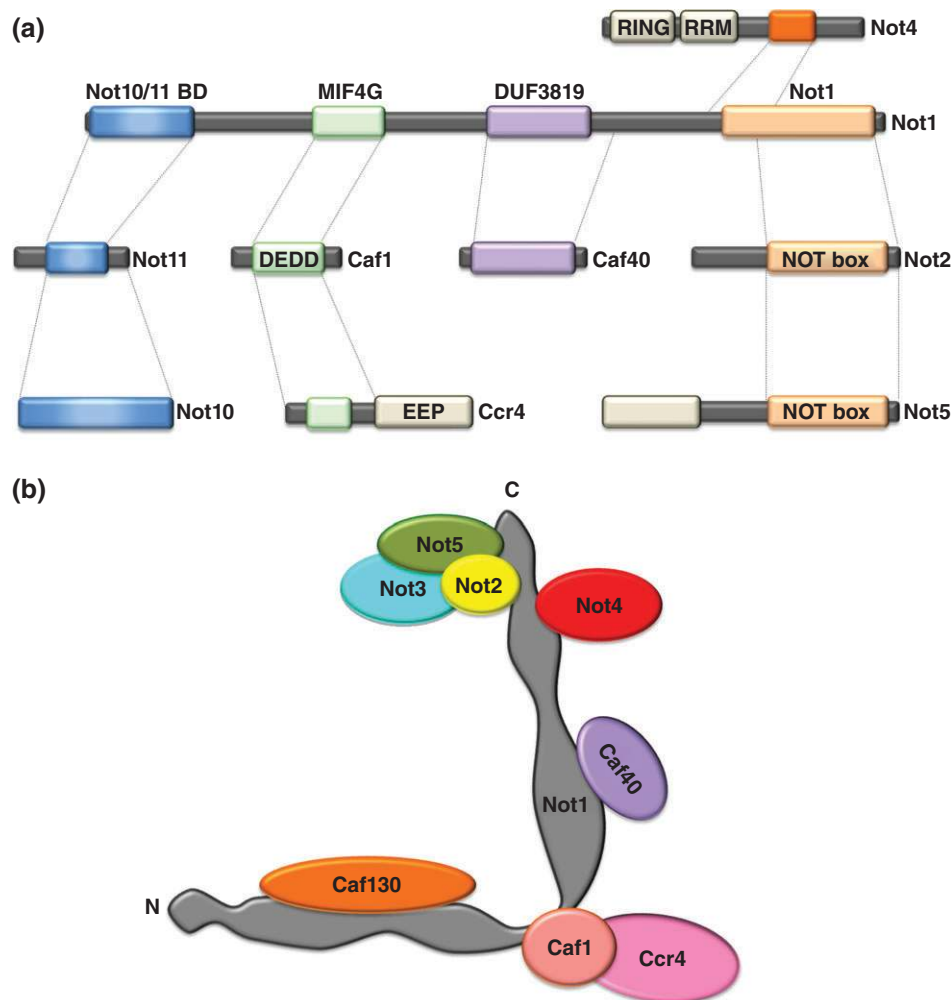 (a)
RING RRM Not4
Not10/11 BD MIF4G DUF3819 Not1
Not1
Not11 DEDD Caf1 Caf40 NOT box Not2
Not10 EEP Ccr4 NOT box Not5
(b)
C
Not5
Not3 Not2 Not4
Caf40
Not1
Caf130
N
Caf1 Ccr4